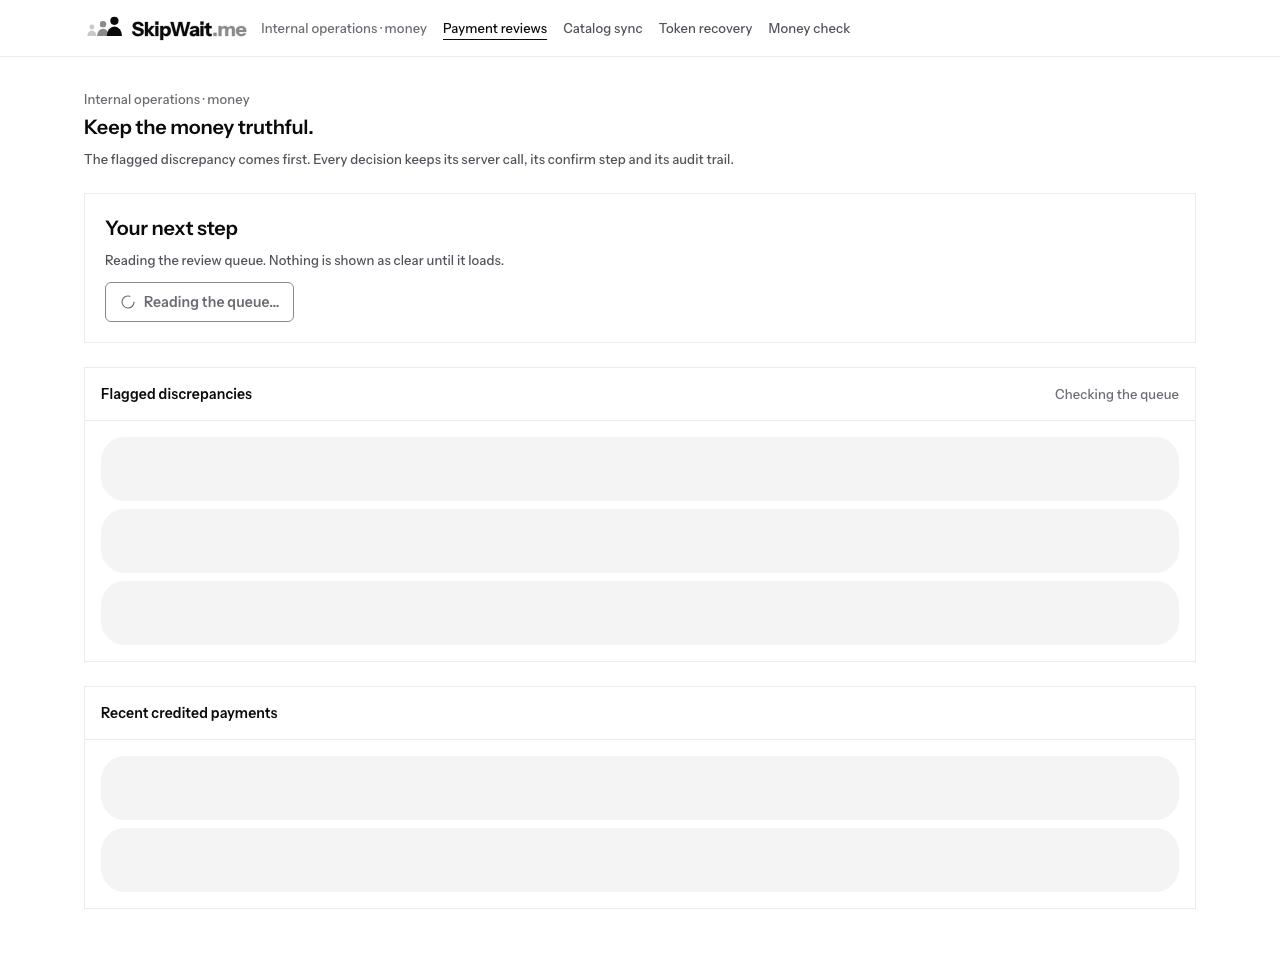 SkipWait.me
Internal operations · money
Payment reviews
Catalog sync
Token recovery
Money check
Internal operations · money
Keep the money truthful.
The flagged discrepancy comes first. Every decision keeps its server call, its confirm step and its audit trail.
Your next step
Reading the review queue. Nothing is shown as clear until it loads.
Reading the queue…
Flagged discrepancies
Checking the queue
Recent credited payments